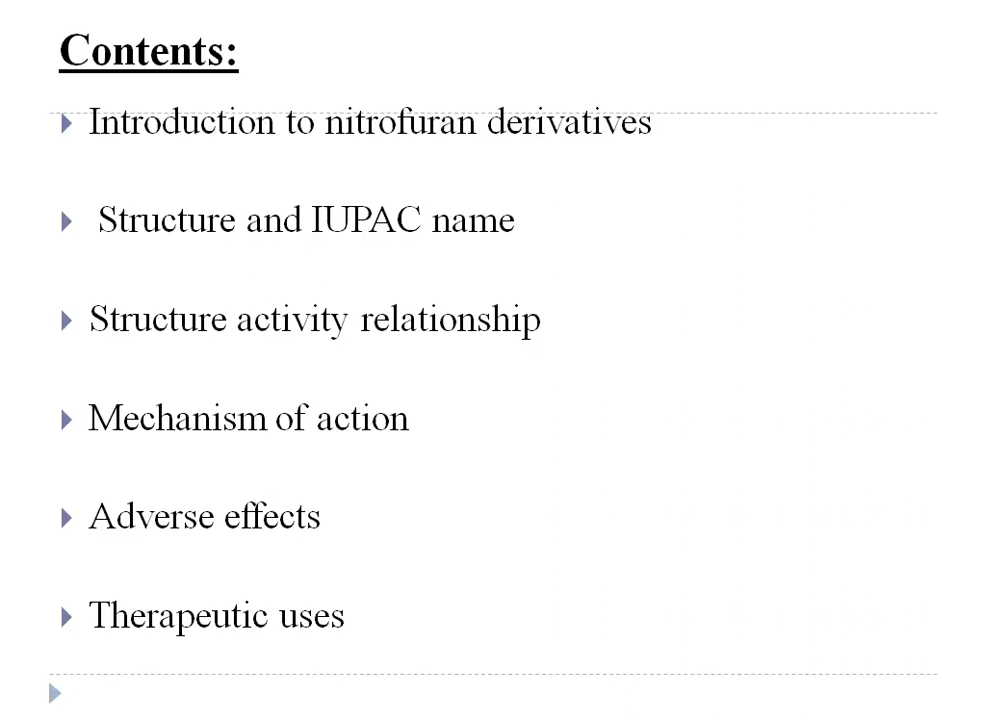 Contents:
Introduction to nitrofuran derivatives
Structure and IUPAC name
Structure activity relationship
Mechanism of action
Adverse effects
Therapeutic uses